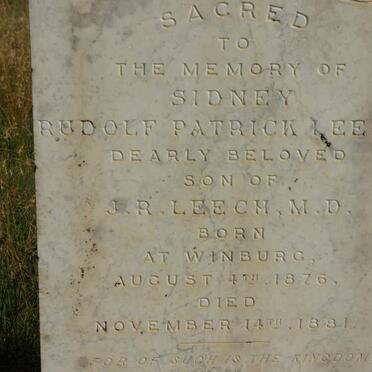 SACRED
TO
THE MEMORY OF
SIDNEY
RUDOLF PATRICK LEE
DEARLY BELOVED
SON OF
J. R. LEECH, M.D.
BORN
AT WINBURG,
AUGUST 4TH, 1876,
DIED
NOVEMBER 14TH, 1881.
FOR OF SUCH IS THE KINGDOM